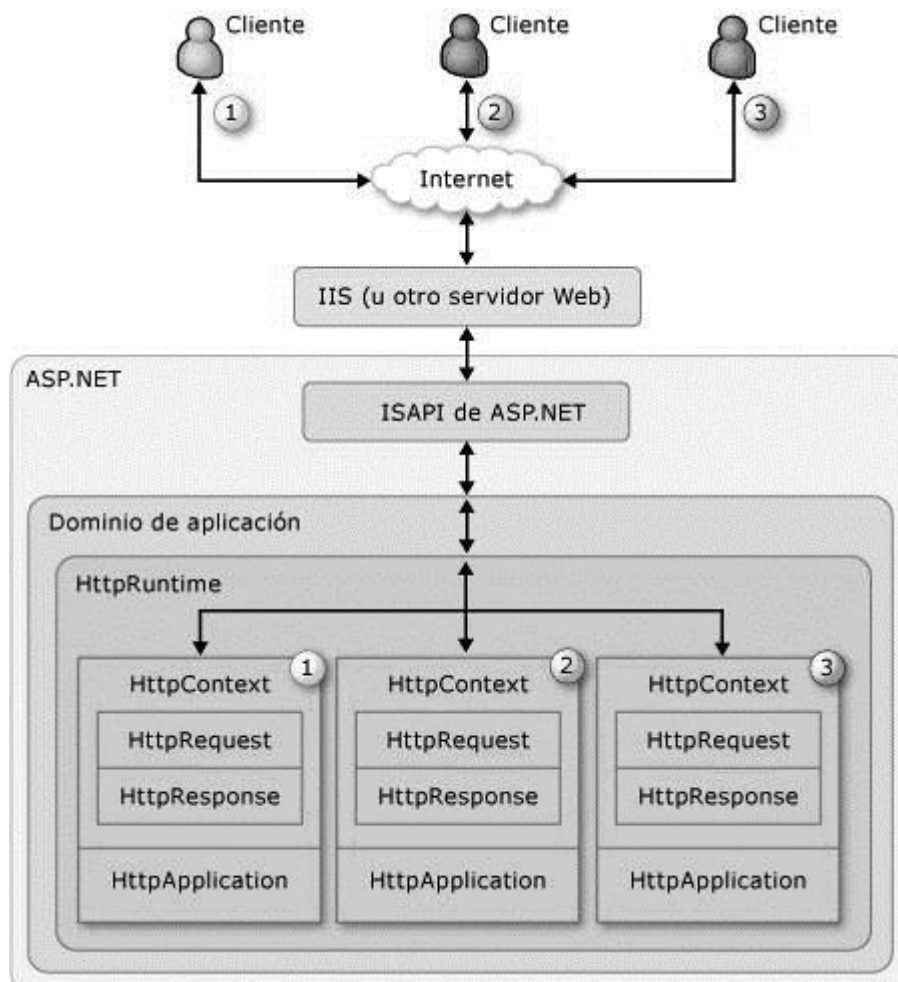 Cliente
Cliente
Cliente
1
2
3
Internet
IIS (u otro servidor Web)
ASP.NET
ISAPI de ASP.NET
Dominio de aplicación
HttpRuntime
1
HttpContext
HttpRequest
HttpResponse
HttpApplication
2
HttpContext
HttpRequest
HttpResponse
HttpApplication
3
HttpContext
HttpRequest
HttpResponse
HttpApplication